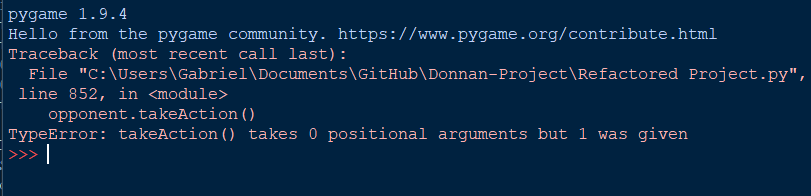 pygame 1.9.4
Hello from the pygame community. https://www.pygame.org/contribute.html
Traceback (most recent call last):
  File "C:\Users\Gabriel\Documents\GitHub\Donnan-Project\Refactored Project.py",
 line 852, in <module>
    opponent.takeAction()
TypeError: takeAction() takes 0 positional arguments but 1 was given
>>>